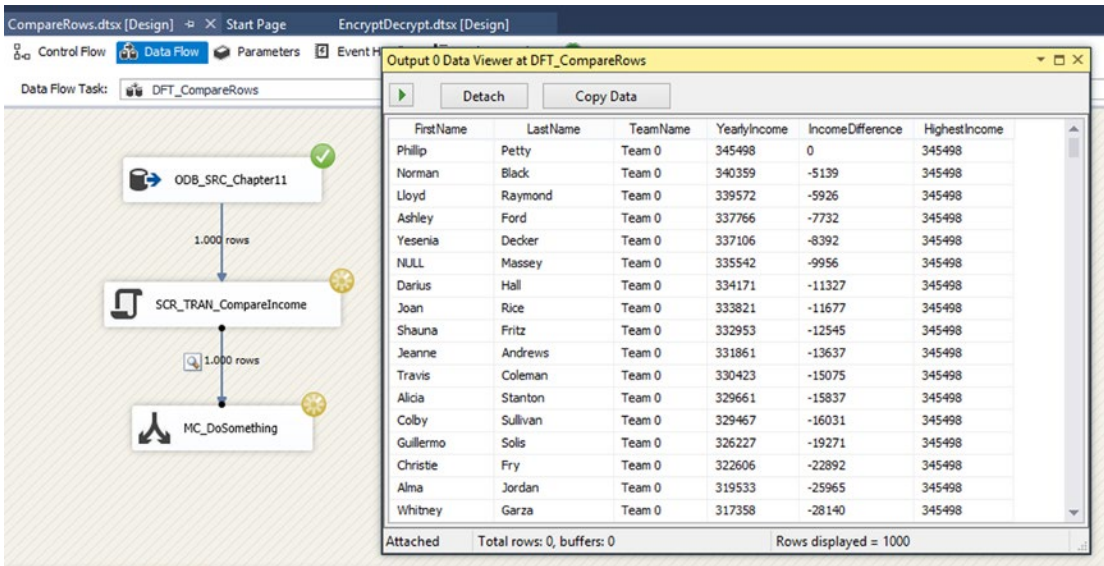 CompareRows.dtsx [Design] Start Page EncryptDecrypt.dtsx [Design]
Control Flow Data Flow Parameters Event H
Data Flow Task: DFT_CompareRows
ODB_SRC_Chapter11
1.000 rows
SCR_TRAN_CompareIncome
1.000 rows
MC_DoSomething
Output 0 Data Viewer at DFT_CompareRows
Detach Copy Data
FirstName LastName TeamName YearlyIncome IncomeDifference HighestIncome
Philip Petty Team 0 345498 0 345498
Norman Black Team 0 340359 -5139 345498
Lloyd Raymond Team 0 339572 -5926 345498
Ashley Ford Team 0 337766 -7732 345498
Yesenia Decker Team 0 337106 -8392 345498
NULL Massey Team 0 335542 -9956 345498
Darius Hall Team 0 334171 -11327 345498
Joan Rice Team 0 333821 -11677 345498
Shauna Fritz Team 0 332953 -12545 345498
Jeanne Andrews Team 0 331861 -13637 345498
Travis Coleman Team 0 330423 -15075 345498
Alicia Stanton Team 0 329661 -15837 345498
Colby Sullivan Team 0 329467 -16031 345498
Guillermo Solis Team 0 326227 -19271 345498
Christie Fry Team 0 322606 -22892 345498
Alma Jordan Team 0 319533 -25965 345498
Whitney Garza Team 0 317358 -28140 345498
Attached Total rows: 0, buffers: 0 Rows displayed = 1000